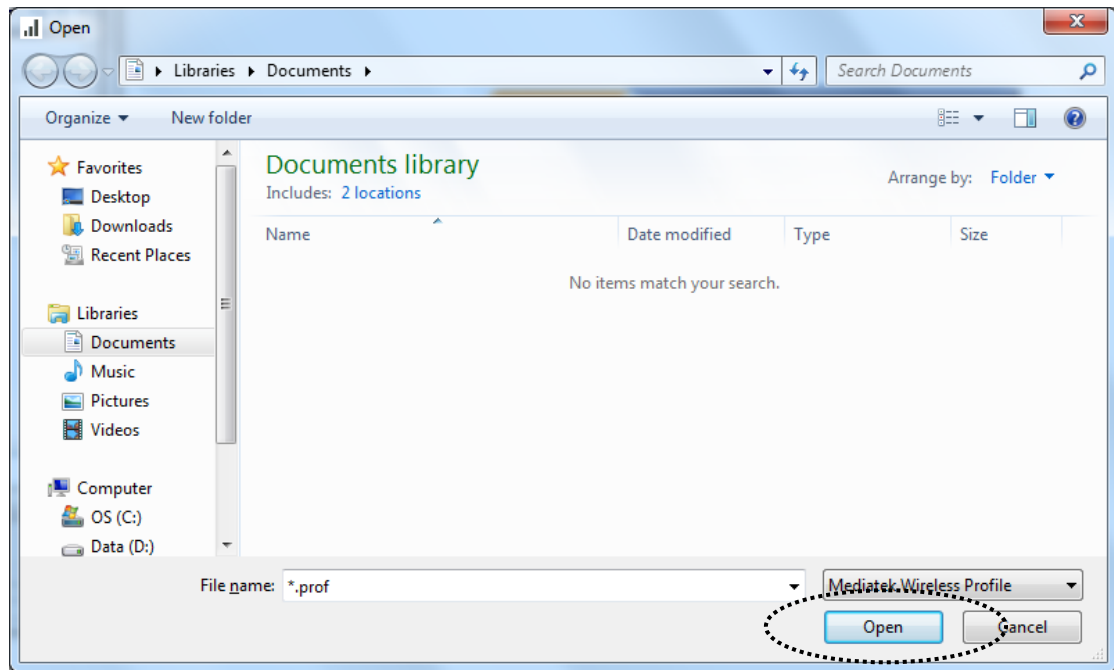 Open
Libraries Documents
Search Documents
Organize New folder
Favorites
Desktop
Downloads
Recent Places
Libraries
Documents
Music
Pictures
Videos
Computer
OS (C:)
Data (D:)
Documents library
Includes: 2 locations
Arrange by: Folder
Name Date modified Type Size
No items match your search.
File name: *.prof
Mediatek Wireless Profile
Open Cancel